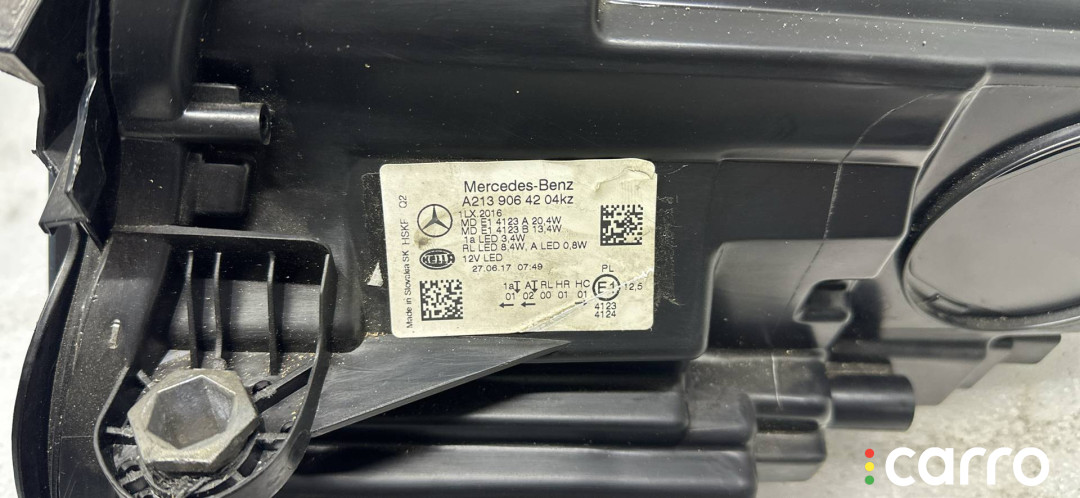 Mercedes-Benz
A213 906 42 04kz
1LX.2016
MD E1 4123 A 20,4W
MD E1 4123 B 13,4W
1a LED 3,4W
RL LED 8,4W, A LED 0,8W
12V LED
27.06.17 07:49
Made in Slovakia SK HSKF Q2
PL
1a A RL HR HC E1 12,5
01 02 00 01 01
4123
4124
carro